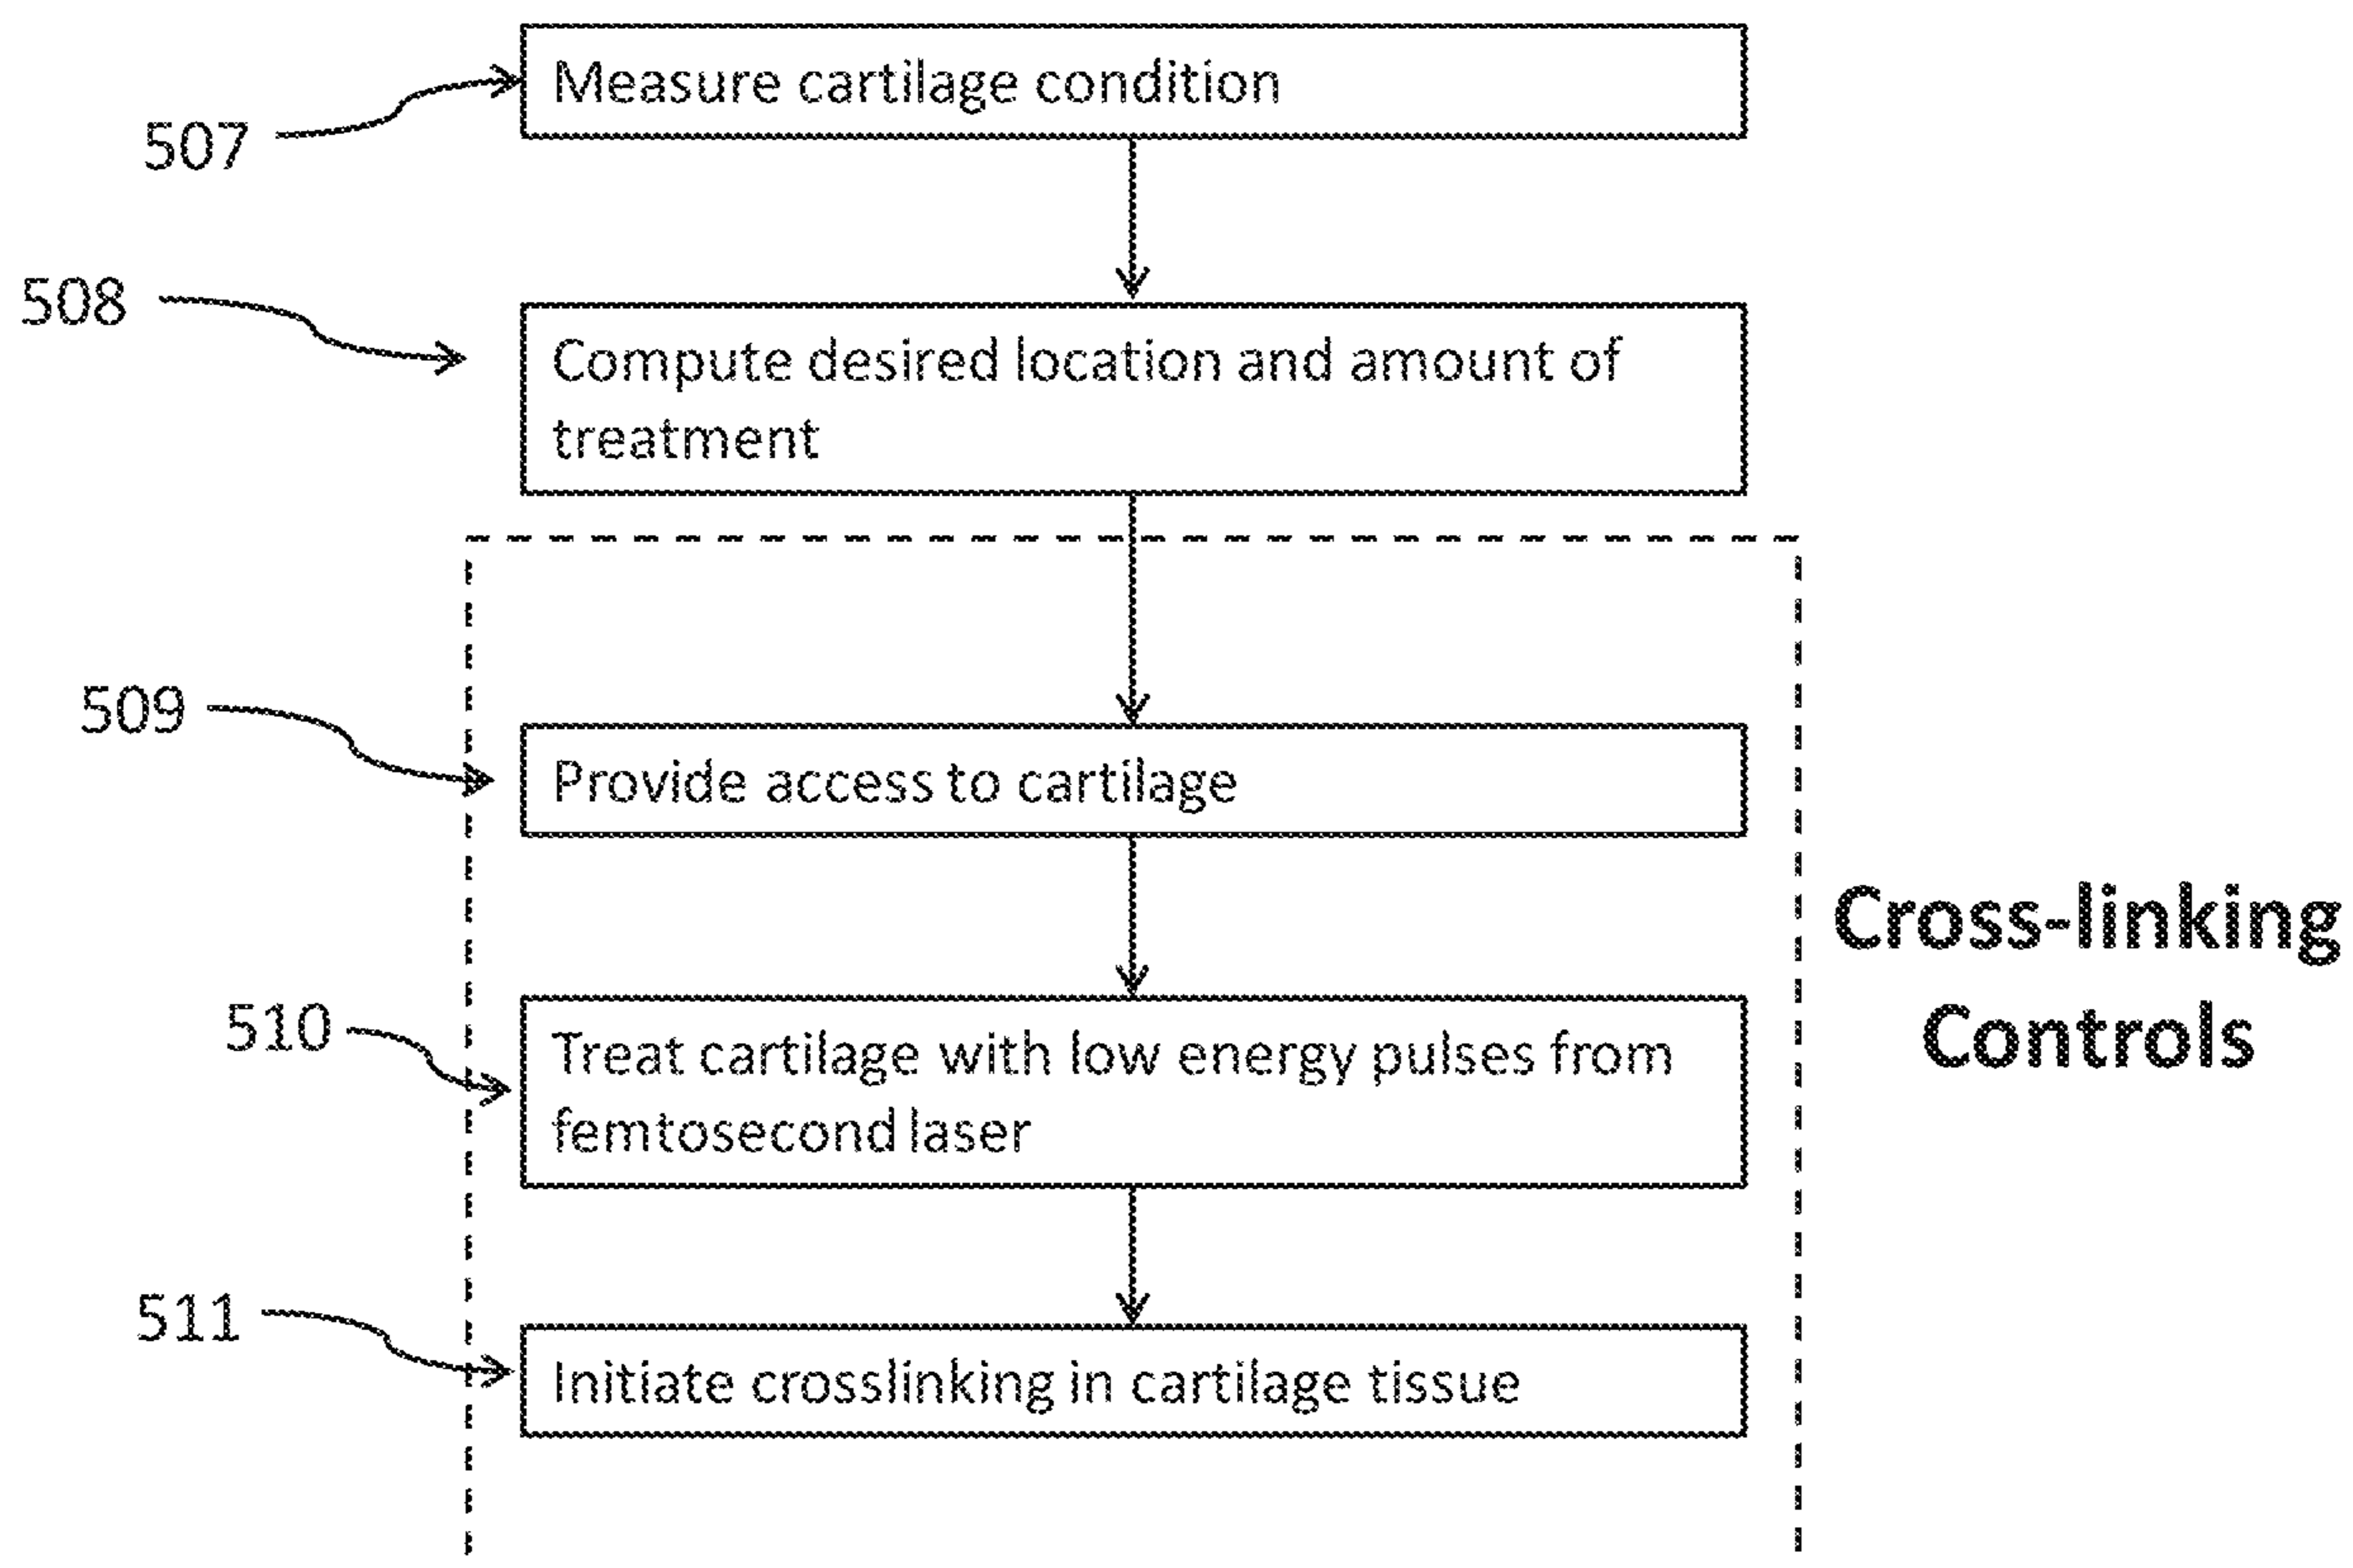 Measure cartilage condition
507
508
Compute desired location and amount of
treatment
509
Provide access to cartilage
Cross-linking
Controls
510
Treat cartilage with low energy pulses from
femtosecond laser
511
Initiate crosslinking in cartilage tissue